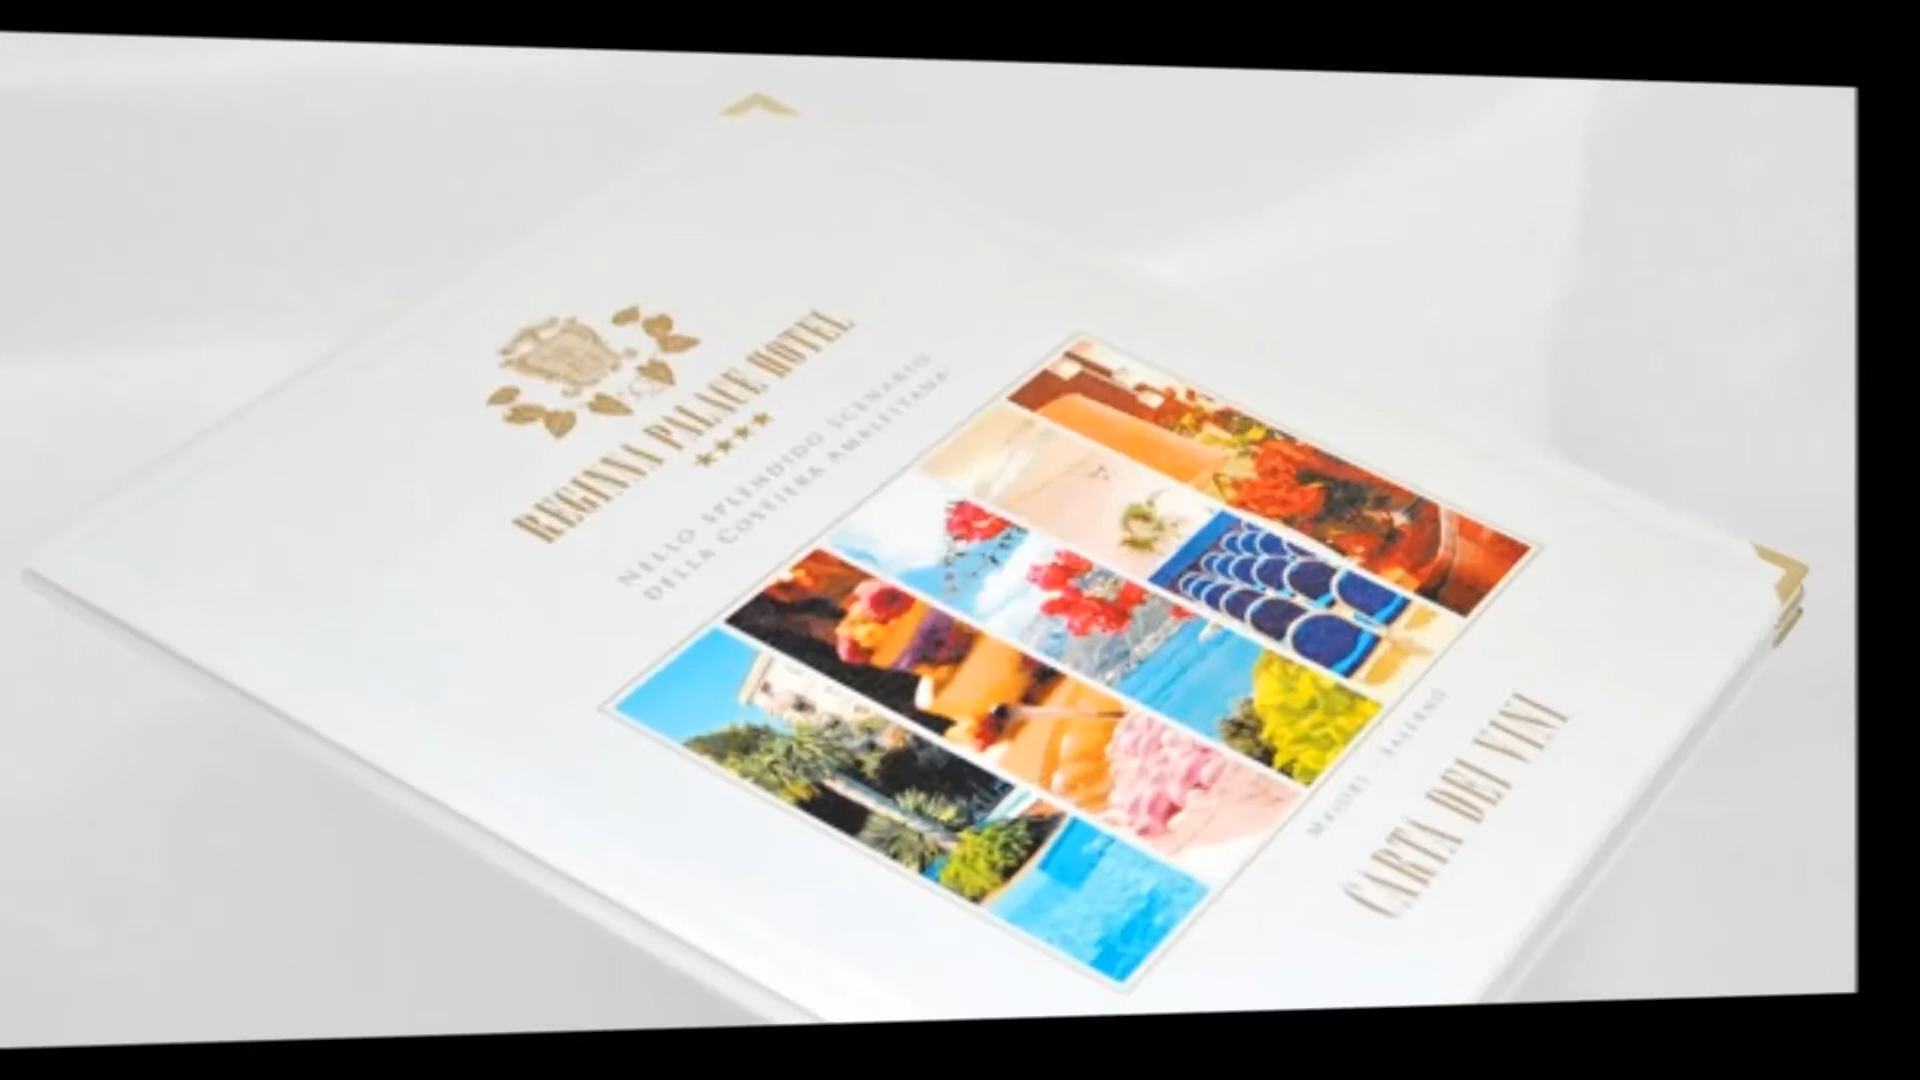 REGINNA PALACE HOTEL
★★★★
NELLO SPLENDIDO SCENARIO
DELLA COSTIERA AMALFITANA
MAIORI - SALERNO
CARTA DEI VINI